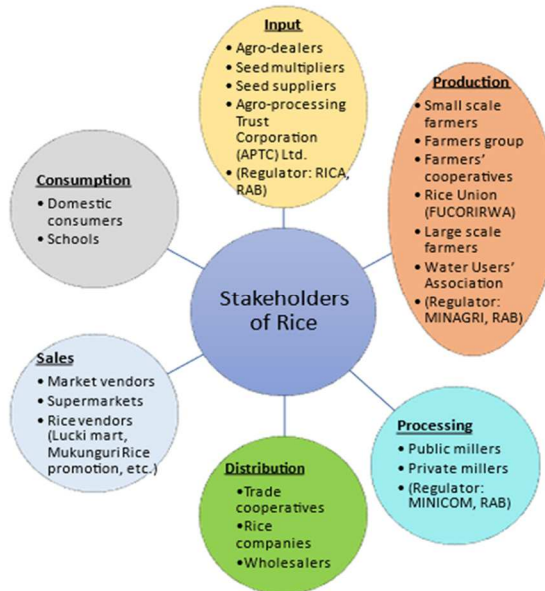 Input
• Agro-dealers
• Seed multipliers
• Seed suppliers
• Agro-processing
Trust
Corporation
(APTC) Ltd.
• (Regulator: RICA,
RAB)
Production
• Small scale
farmers
• Farmers group
• Farmers'
cooperatives
• Rice Union
(FUCORIRWA)
• Large scale
farmers
• Water Users'
Association
• (Regulator:
MINAGRI, RAB)
Consumption
• Domestic
consumers
• Schools
Stakeholders
of Rice
Sales
• Market vendors
• Supermarkets
• Rice vendors
(Lucki mart,
Mukunguri Rice
promotion, etc.)
Processing
• Public millers
• Private millers
• (Regulator:
MINICOM, RAB)
Distribution
•Trade
cooperatives
•Rice
companies
•Wholesalers